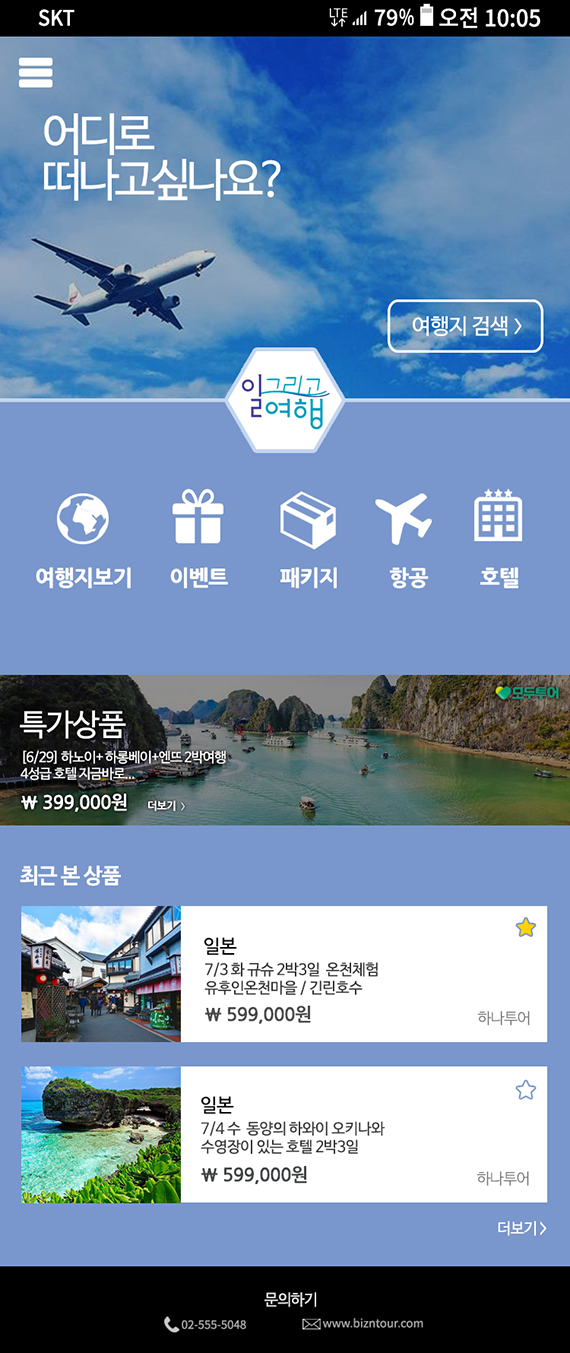 SKT
LTE 79% 오전 10:05
어디로
떠나고싶나요?
여행지 검색 >
일그리고
여행
여행지보기 이벤트 패키지 항공 호텔
모두투어
특가상품
[6/29] 하노이+하롱베이+엔뜨 2박여행
4성급 호텔 지금바로...
₩ 399,000원 더보기 >
최근 본 상품
일본
7/3 화 규슈 2박3일 온천체험
유후인온천마을 / 긴린호수
₩ 599,000원
하나투어
일본
7/4 수 동양의 하와이 오키나와
수영장이 있는 호텔 2박3일
₩ 599,000원
하나투어
더보기 >
문의하기
02-555-5048 www.bizntour.com